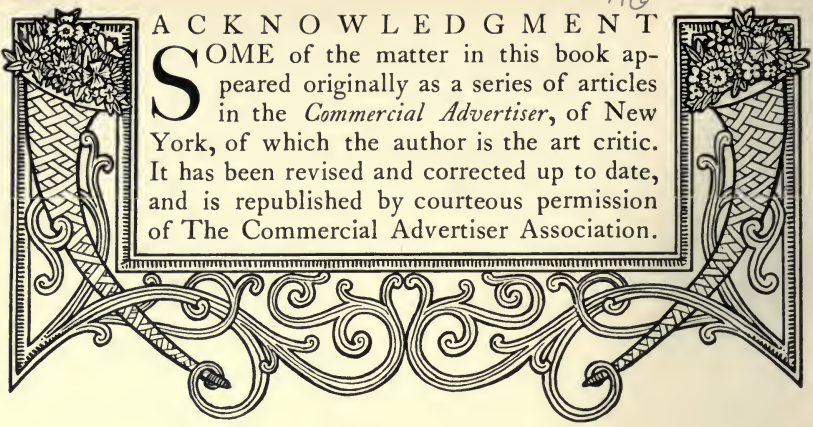 ACKNOWLEDGMENT
SOME of the matter in this book ap-
peared originally as a series of articles
in the Commercial Advertiser, of New
York, of which the author is the art critic.
It has been revised and corrected up to date,
and is republished by courteous permission
of The Commercial Advertiser Association.